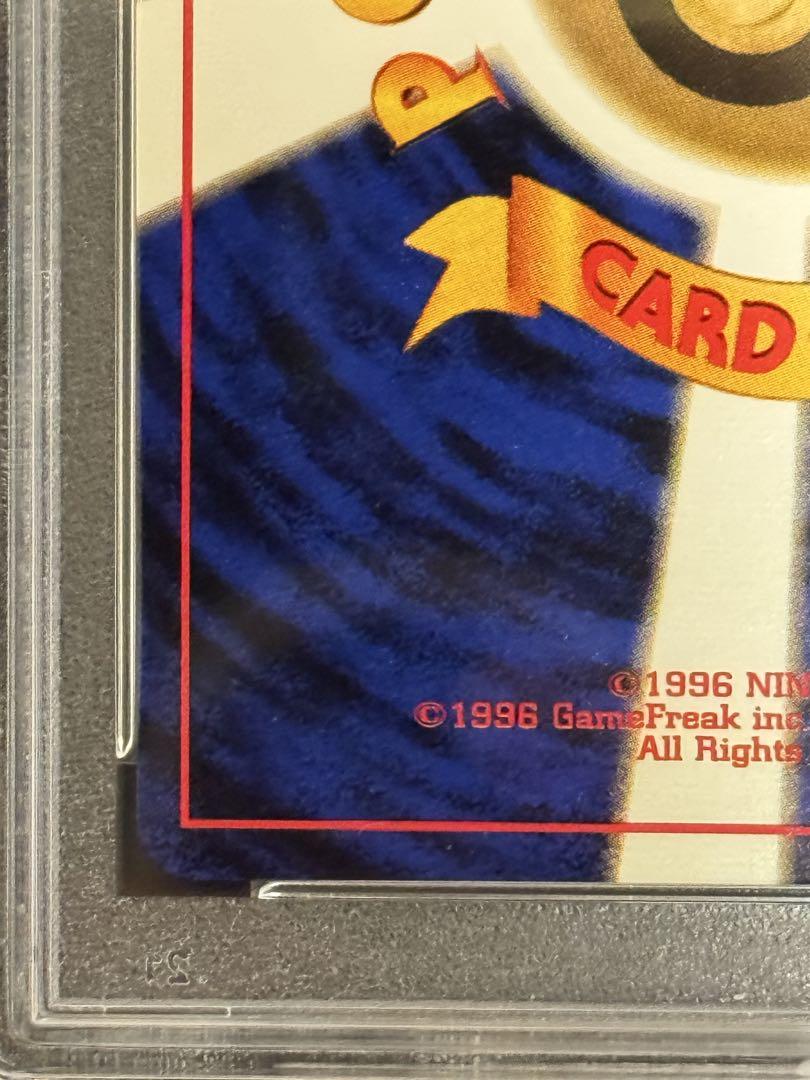 P
CARD
©1996 NIN
©1996 GameFreak inc
All Rights